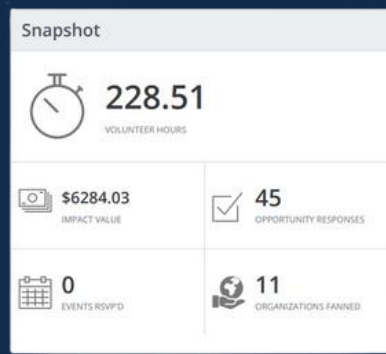 Snapshot
228.51
VOLUNTEER HOURS
$6284.03
IMPACT VALUE
45
OPPORTUNITY RESPONSES
0
EVENTS RSVP'D
11
ORGANIZATIONS FANNED